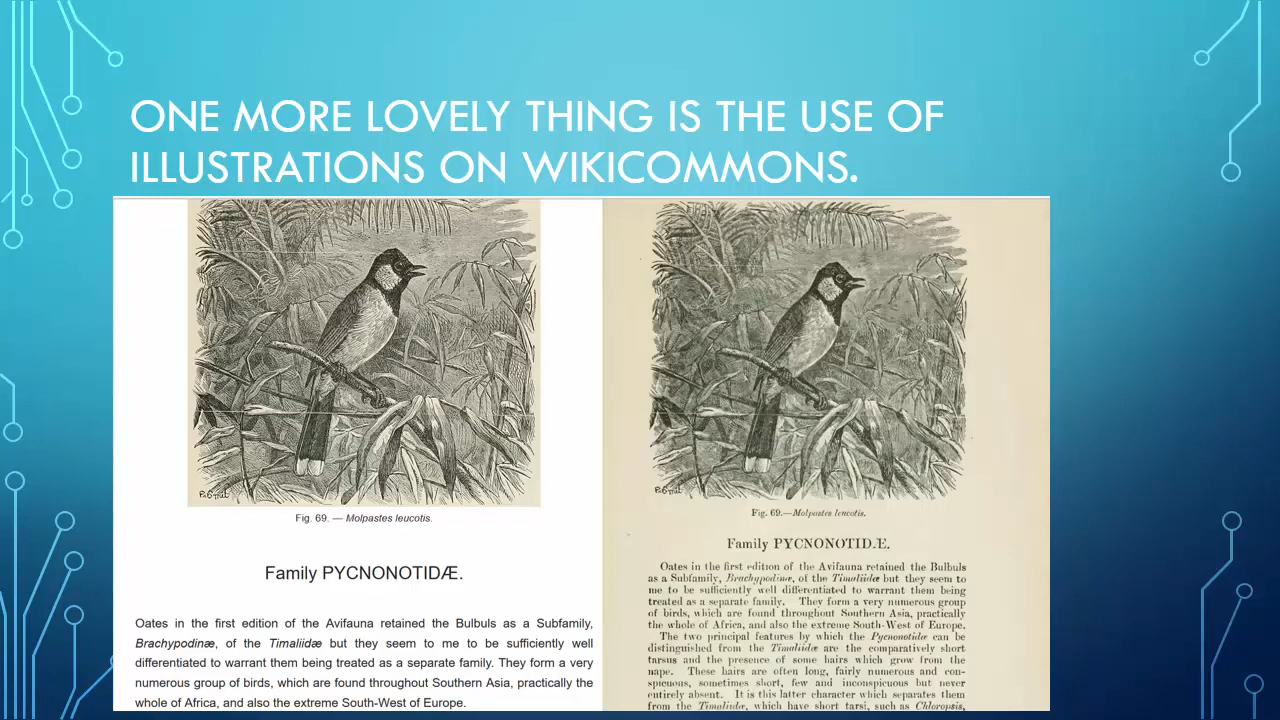 ONE MORE LOVELY THING IS THE USE OF
ILLUSTRATIONS ON WIKICOMMONS.
Fig. 69. — Molpastes leucotis.
Family PYCNONOTIDÆ.
Oates in the first edition of the Avifauna retained the Bulbuls as a Subfamily,
Brachypodinæ, of the Timaliidæ but they seem to me to be sufficiently well
differentiated to warrant them being treated as a separate family. They form a very
numerous group of birds, which are found throughout Southern Asia, practically the
whole of Africa, and also the extreme South-West of Europe.
Fig. 69.—Molpastes leucotis.
Family PYCNONOTIDÆ.
Oates in the first edition of the Avifauna retained the Bulbuls
as a Subfamily, Brachypodinæ, of the Timaliidæ but they seem to
me to be sufficiently well differentiated to warrant them being
treated as a separate family. They form a very numerous group
of birds, which are found throughout Southern Asia, practically
the whole of Africa, and also the extreme South-West of Europe.
The two principal features by which the Pycnonotidæ can be
distinguished from the Timaliidæ are the comparatively short
tarsus and the presence of some hairs which grow from the
nape. These hairs are often long, fairly numerous and con-
spicuous, sometimes short, few and inconspicuous but never
entirely absent. It is this latter character which separates them
from the Timaliidæ, which have short tarsi, such as Chloropsis,